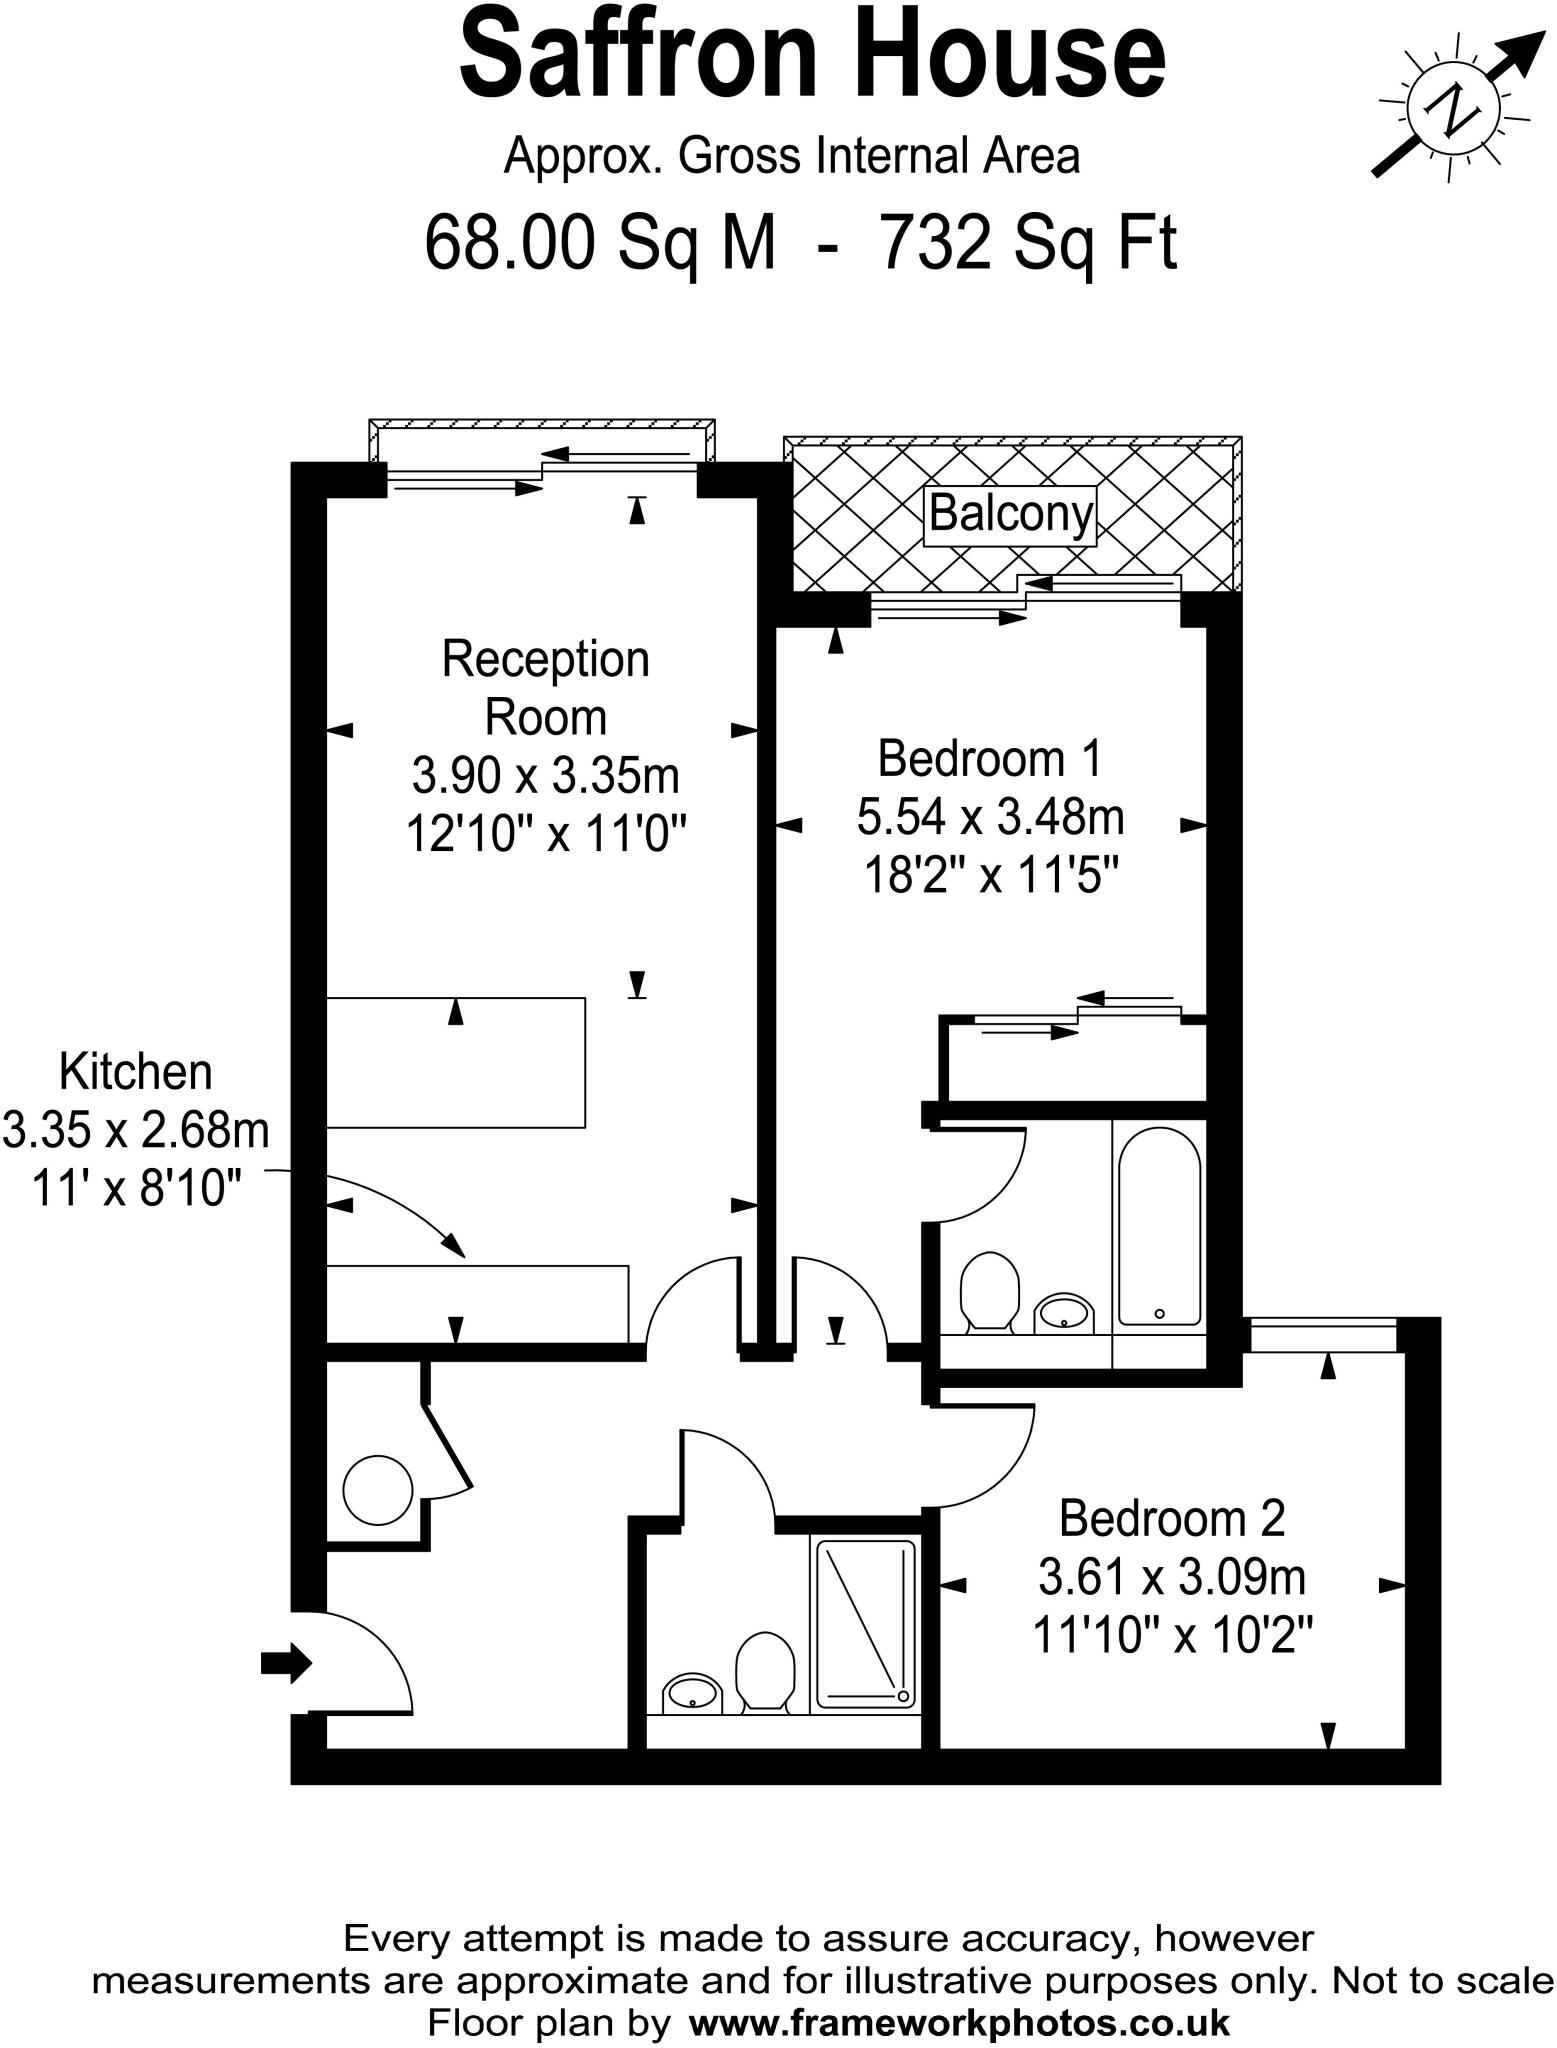 Saffron House
N
Approx. Gross Internal Area
68.00 Sq M - 732 Sq Ft
Balcony
Reception
Room
3.90 x 3.35m
12'10" x 11'0"
Bedroom 1
5.54 x 3.48m
18'2" x 11'5"
Kitchen
3.35 x 2.68m
11' x 8'10"
Bedroom 2
3.61 x 3.09m
11'10" x 10'2"
Every attempt is made to assure accuracy, however
measurements are approximate and for illustrative purposes only. Not to scale
Floor plan by www.frameworkphotos.co.uk